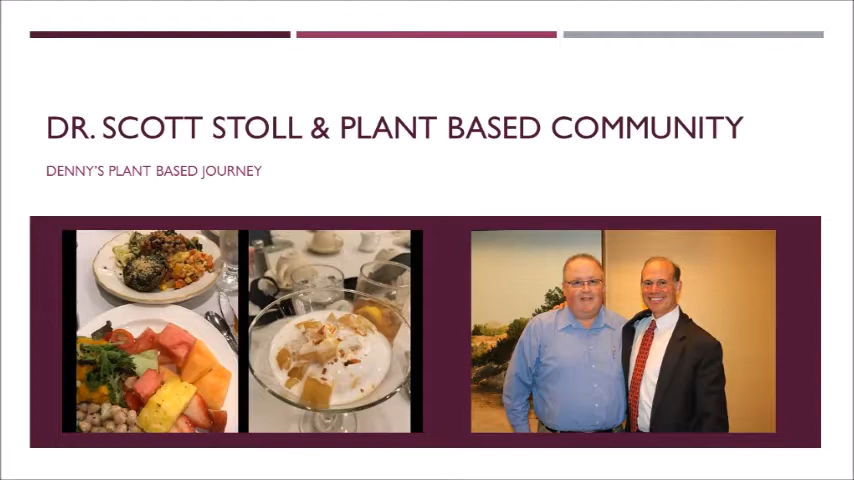 DR. SCOTT STOLL & PLANT BASED COMMUNITY
DENNY'S PLANT BASED JOURNEY